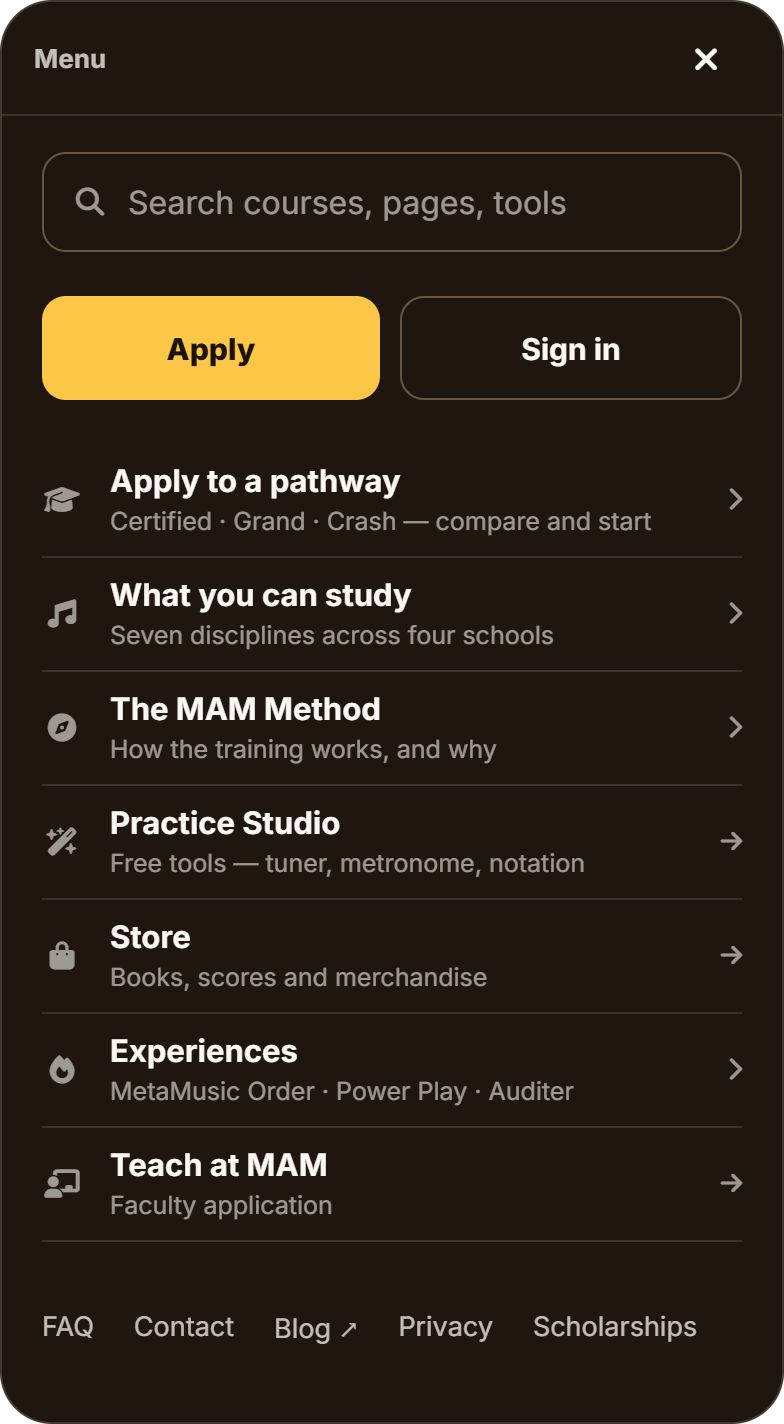 Menu
Search courses, pages, tools
Apply
Sign in
Apply to a pathway
Certified · Grand · Crash — compare and start
What you can study
Seven disciplines across four schools
The MAM Method
How the training works, and why
Practice Studio
Free tools — tuner, metronome, notation
Store
Books, scores and merchandise
Experiences
MetaMusic Order · Power Play · Auditer
Teach at MAM
Faculty application
FAQ Contact Blog ↗ Privacy Scholarships